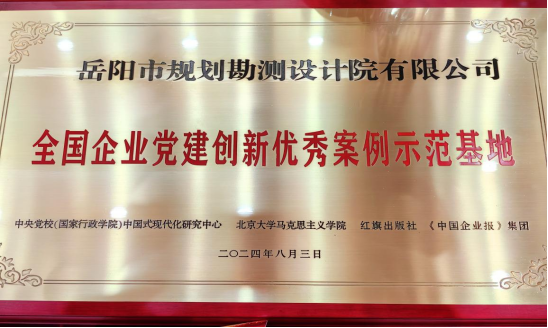 岳阳市规划勘测设计院有限公司
全国企业党建创新优秀案例示范基地
中央党校(国家行政学院)中国式现代化研究中心 北京大学马克思主义学院 红旗出版社 《中国企业报》集团
二〇二四年八月三日